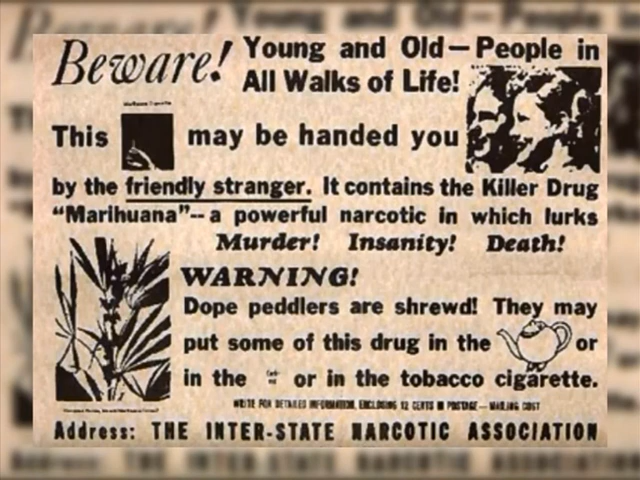 Beware! Young and Old—People in
All Walks of Life!
This may be handed you
by the friendly stranger. It contains the Killer Drug
"Marihuana"-- a powerful narcotic in which lurks
Murder! Insanity! Death!
WARNING!
Dope peddlers are shrewd! They may
put some of this drug in the or
in the or in the tobacco cigarette.
WRITE FOR DETAILED INFORMATION, ENCLOSING 12 CENTS IN POSTAGE — MAILING COST
Address: THE INTER-STATE NARCOTIC ASSOCIATION